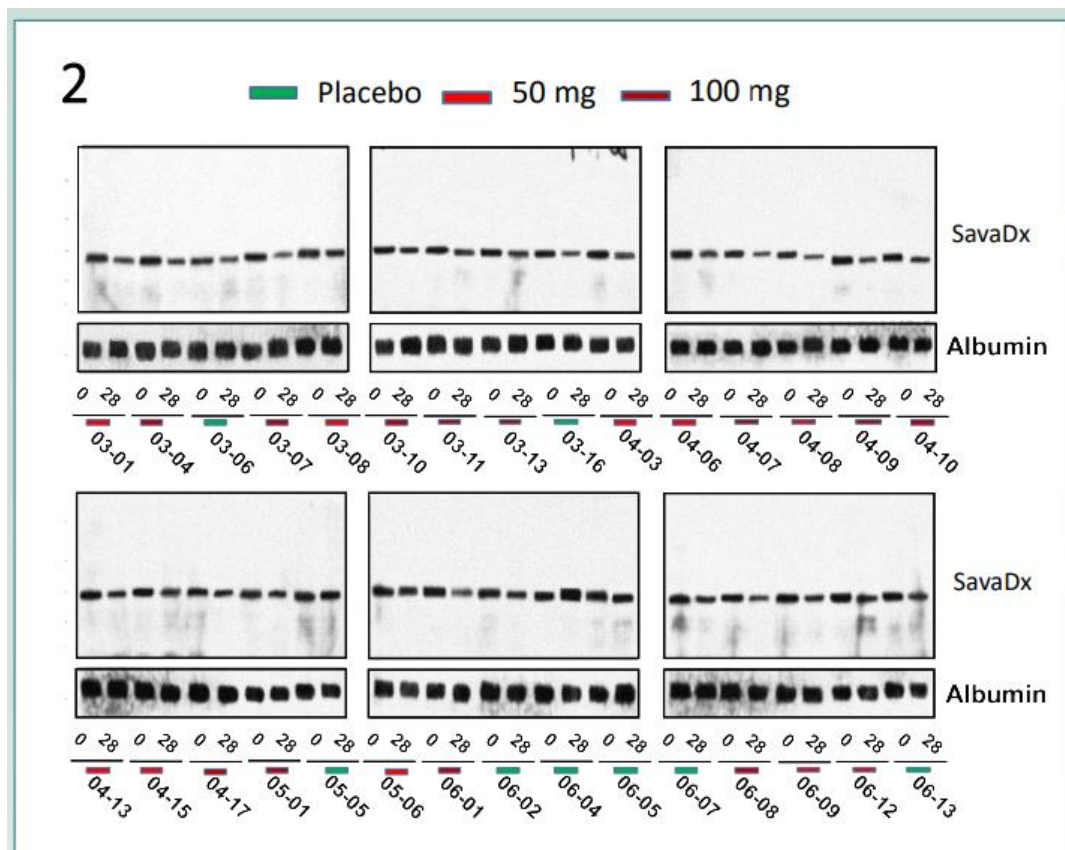 2
Placebo 50 mg 100 mg
SavaDx
Albumin
0 28 0 28 0 28 0 28 0 28 0 28 0 28 0 28 0 28 0 28 0 28 0 28 0 28 0 28 0 28
03-01 03-04 03-06 03-07 03-08 03-10 03-11 03-13 03-16 04-03 04-06 04-07 04-08 04-09 04-10
SavaDx
Albumin
0 28 0 28 0 28 0 28 0 28 0 28 0 28 0 28 0 28 0 28 0 28 0 28 0 28 0 28 0 28
04-13 04-15 04-17 05-01 05-05 05-06 06-01 06-02 06-04 06-05 06-07 06-08 06-09 06-12 06-13